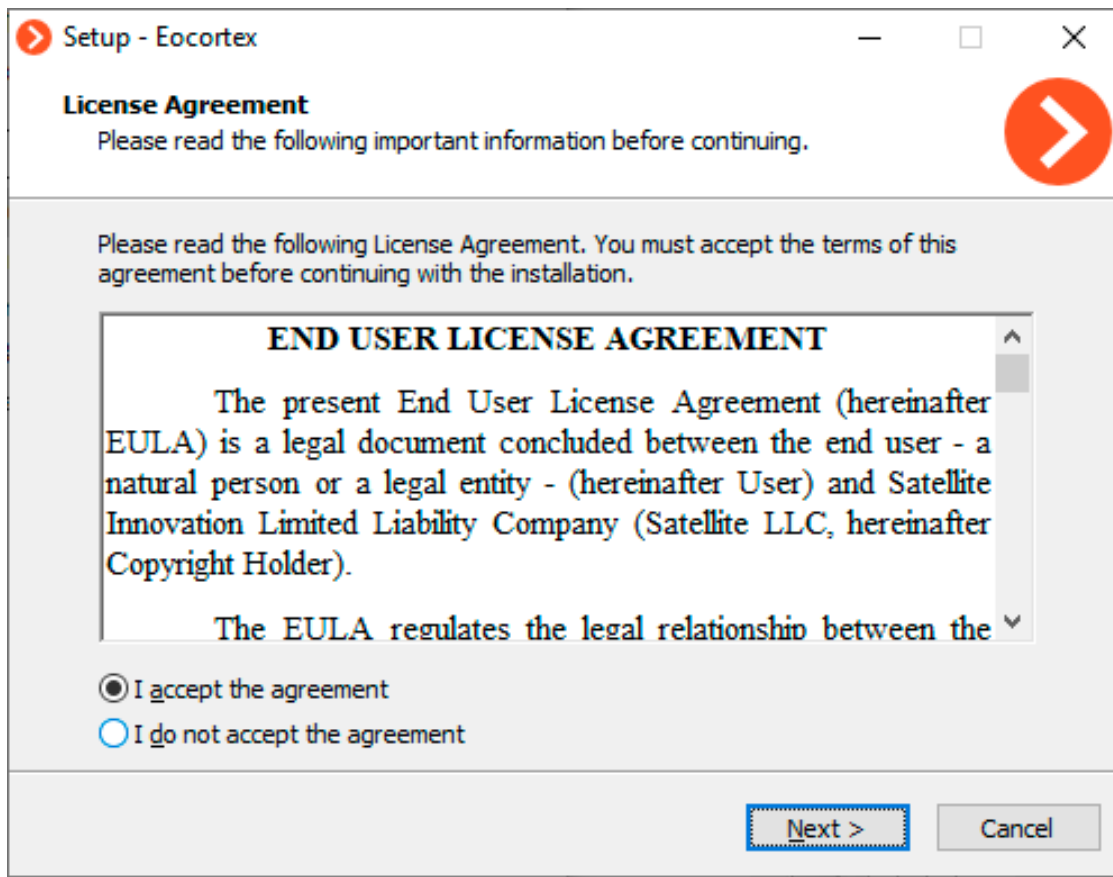 Setup - Eocortex
License Agreement
Please read the following important information before continuing.
Please read the following License Agreement. You must accept the terms of this
agreement before continuing with the installation.
END USER LICENSE AGREEMENT
The present End User License Agreement (hereinafter
EULA) is a legal document concluded between the end user - a
natural person or a legal entity - (hereinafter User) and Satellite
Innovation Limited Liability Company (Satellite LLC, hereinafter
Copyright Holder).
The EULA regulates the legal relationship between the
I accept the agreement
I do not accept the agreement
Next >
Cancel